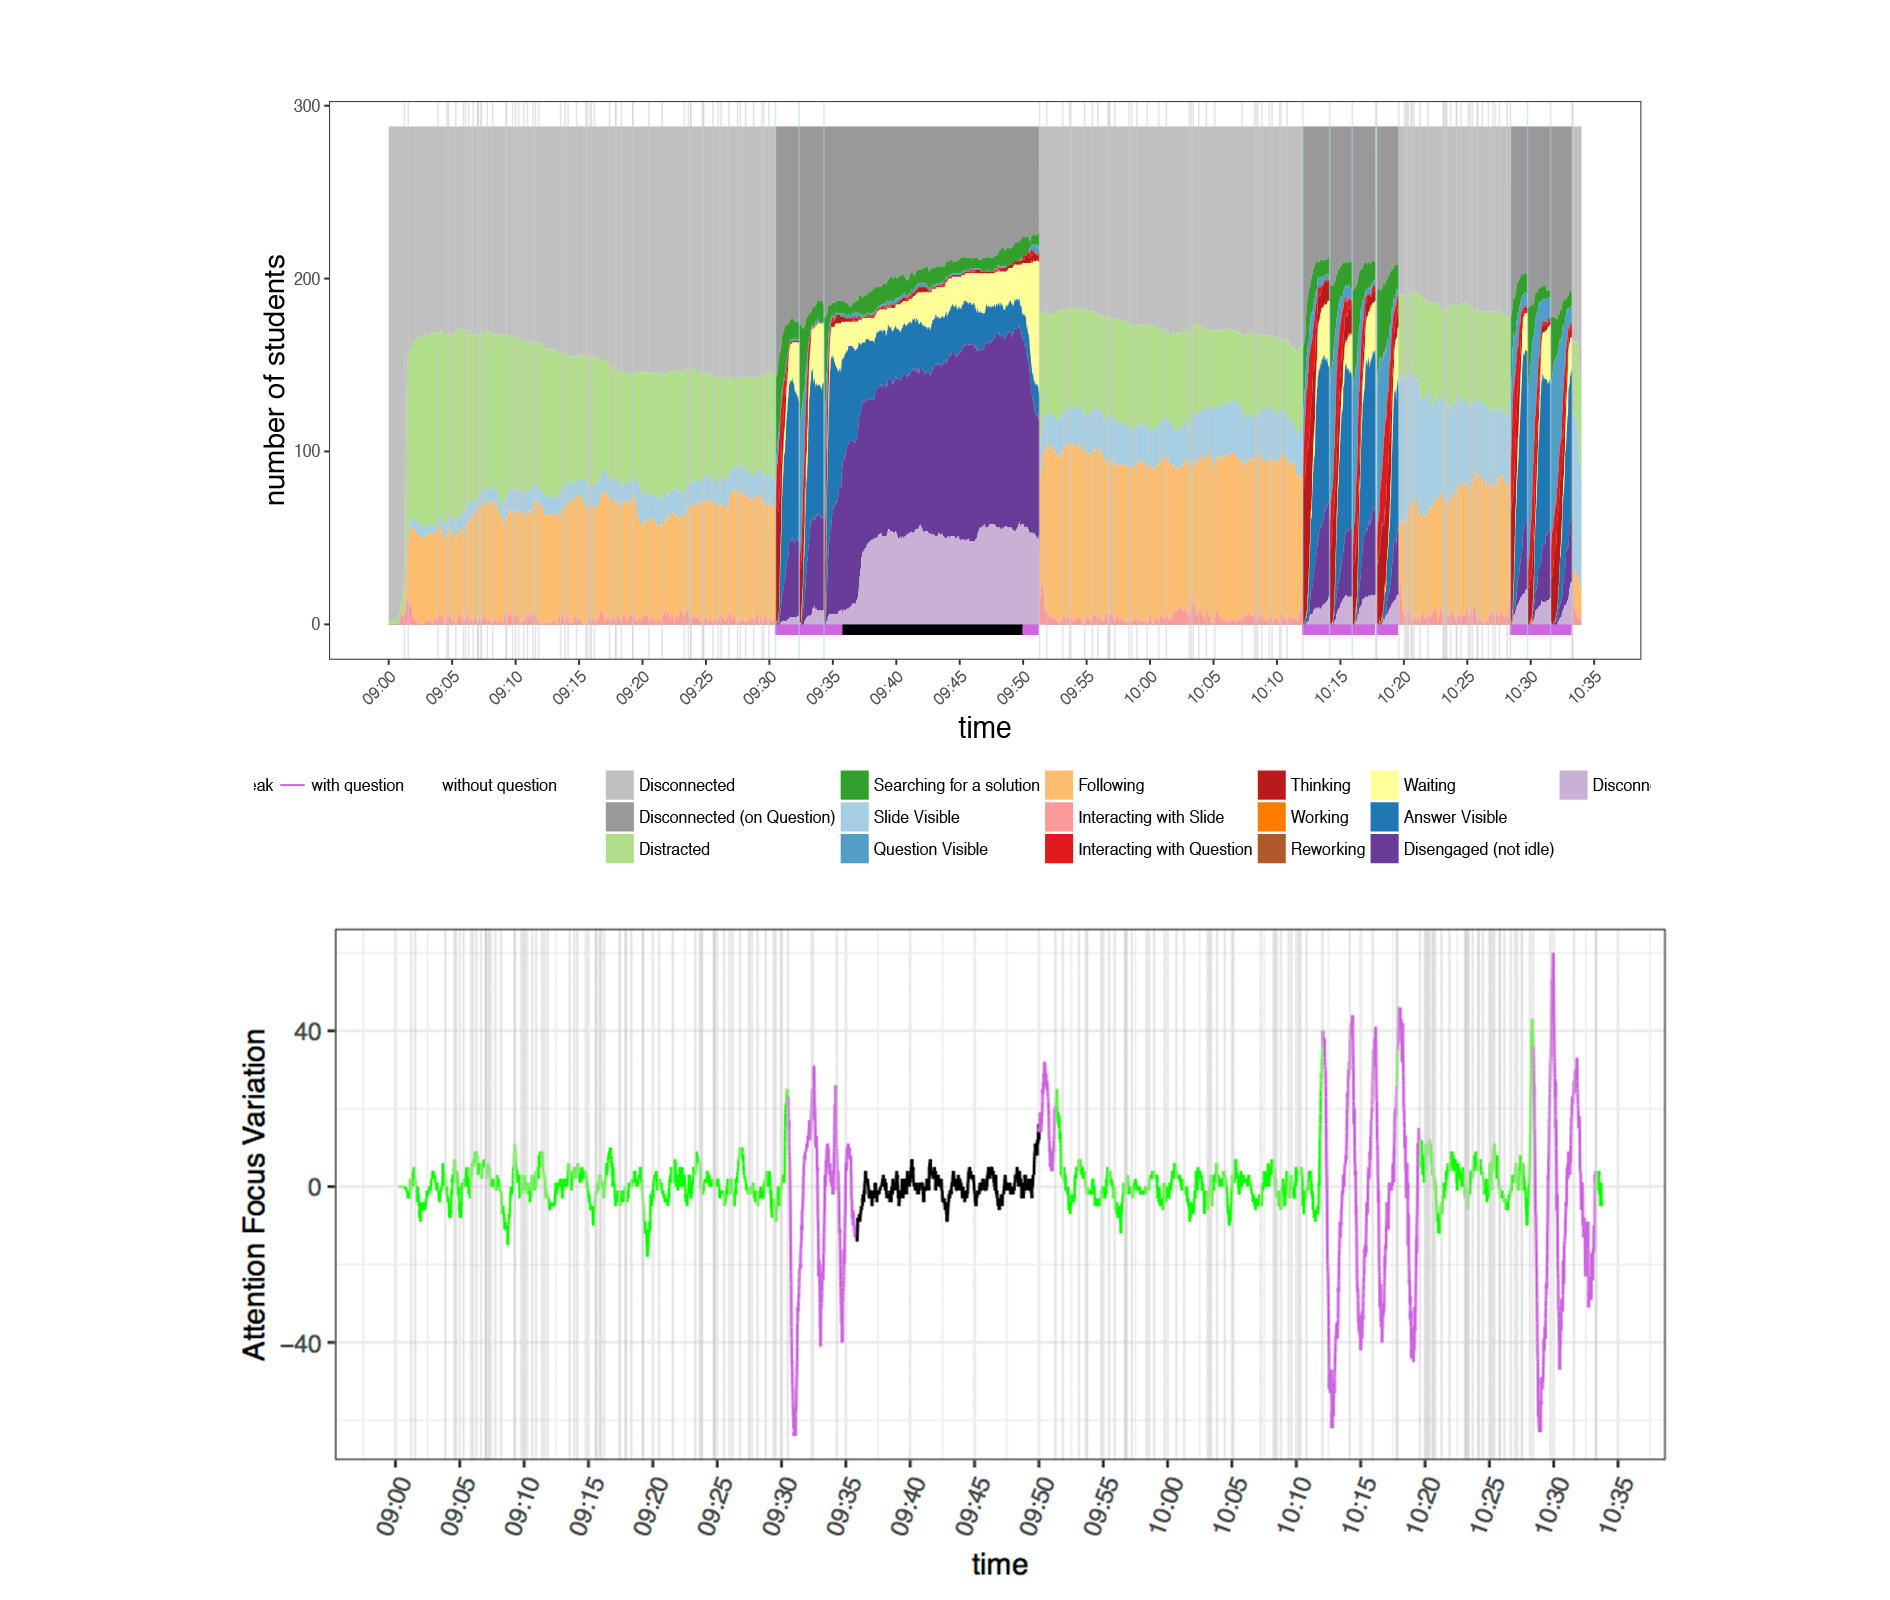 300
200
100
0
number of students
09:00 09:05 09:10 09:15 09:20 09:25 09:30 09:35 09:40 09:45 09:50 09:55 10:00 10:05 10:10 10:15 10:20 10:25 10:30 10:35
time
eak with question without question Disconnected Searching for a solution Following Thinking Waiting Disconn
Disconnected (on Question) Slide Visible Interacting with Slide Working Answer Visible
Distracted Question Visible Interacting with Question Reworking Disengaged (not idle)
40
0
−40
Attention Focus Variation
09:00 09:05 09:10 09:15 09:20 09:25 09:30 09:35 09:40 09:45 09:50 09:55 10:00 10:05 10:10 10:15 10:20 10:25 10:30 10:35
time